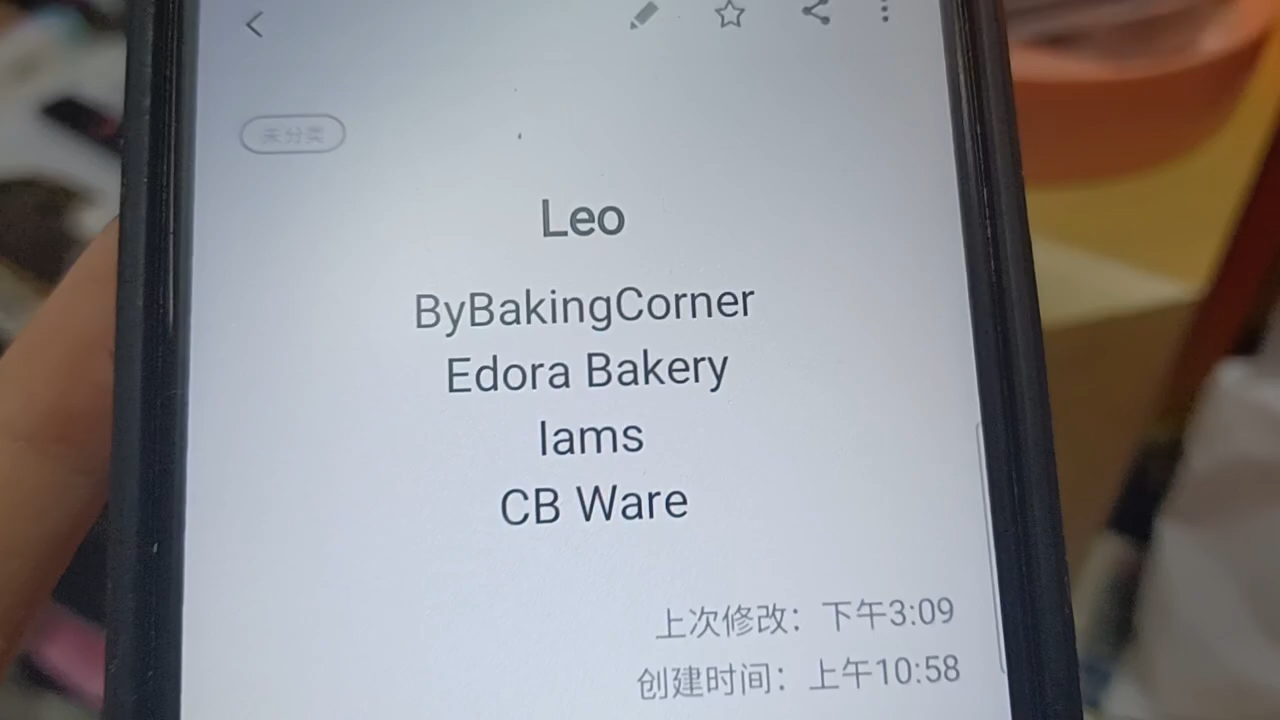 未分类
Leo
ByBakingCorner
Edora Bakery
Iams
CB Ware
上次修改：下午3:09
创建时间：上午10:58